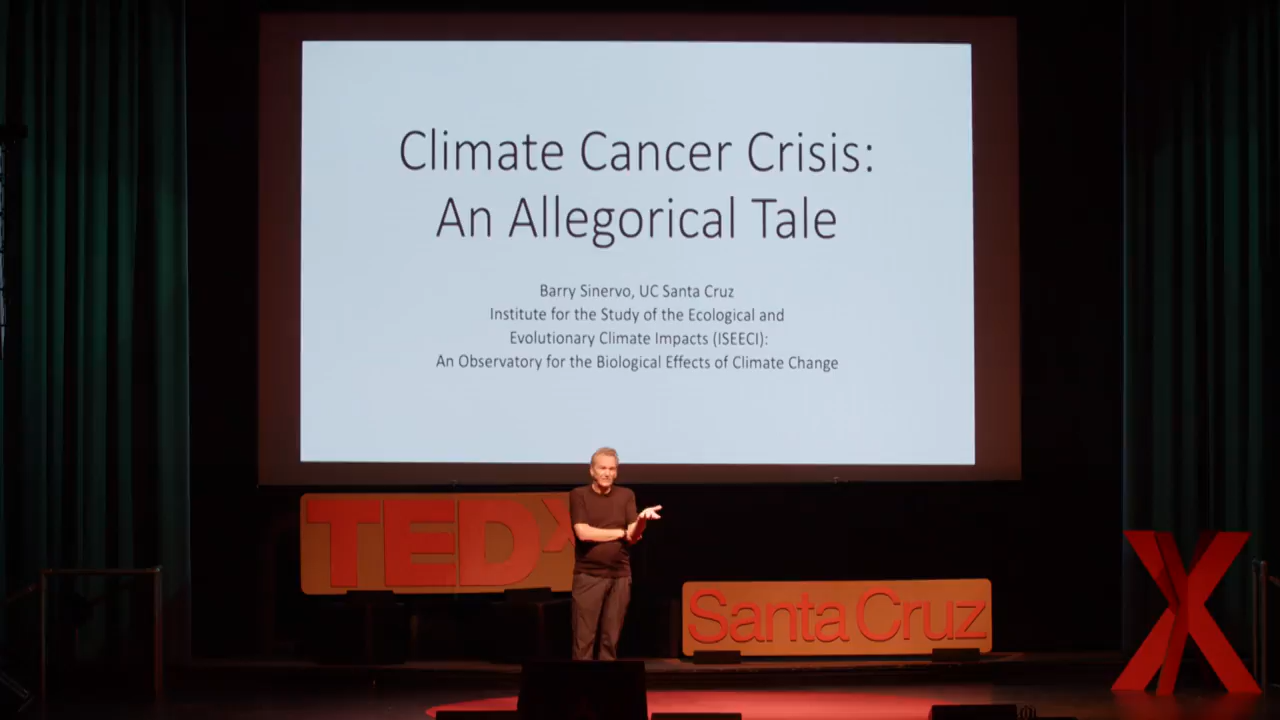 Climate Cancer Crisis:
An Allegorical Tale
Barry Sinervo, UC Santa Cruz
Institute for the Study of the Ecological and
Evolutionary Climate Impacts (ISEECI):
An Observatory for the Biological Effects of Climate Change
TEDx
Santa Cruz
X